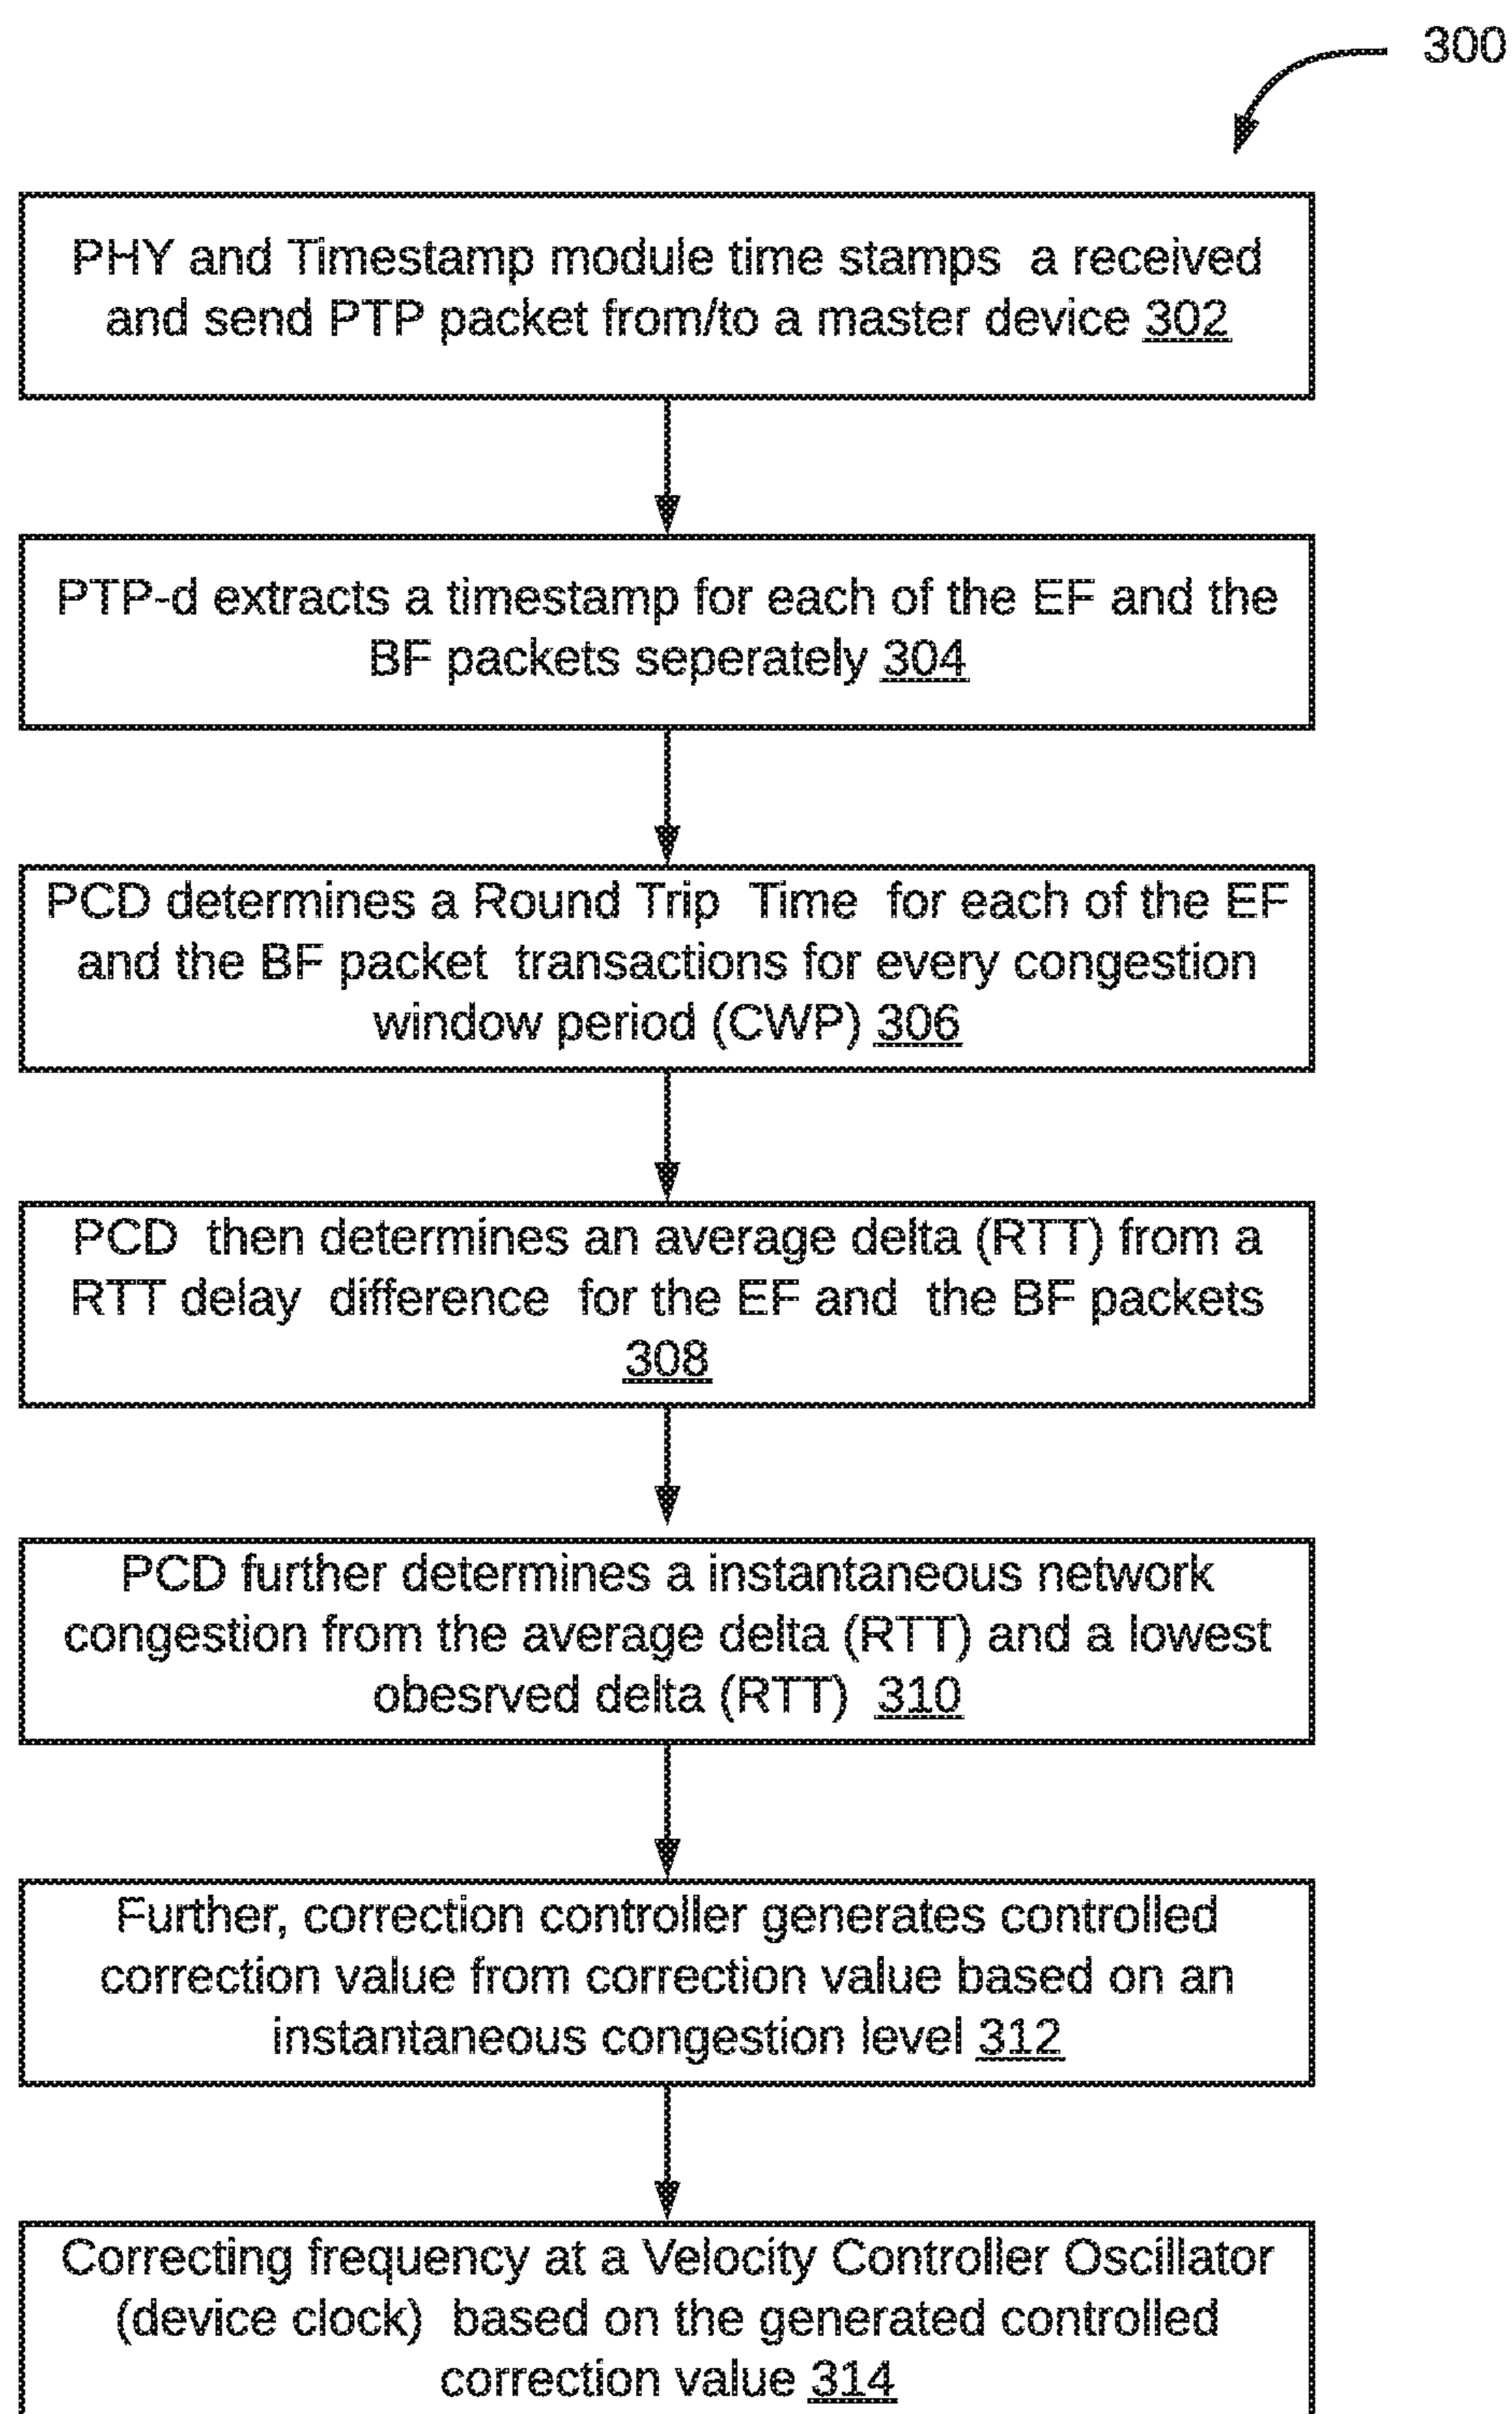 300
PHY and Timestamp module time stamps a received
and send PTP packet from/to a master device 302
PTP-d extracts a timestamp for each of the EF and the
BF packets seperately 304
PCD determines a Round Trip Time for each of the EF
and the BF packet transactions for every congestion
window period (CWP) 306
PCD then determines an average delta (RTT) from a
RTT delay difference for the EF and the BF packets
308
PCD further determines a instantaneous network
congestion from the average delta (RTT) and a lowest
obesrved delta (RTT) 310
Further, correction controller generates controlled
correction value from correction value based on an
instantaneous congestion level 312
Correcting frequency at a Velocity Controller Oscillator
(device clock) based on the generated controlled
correction value 314